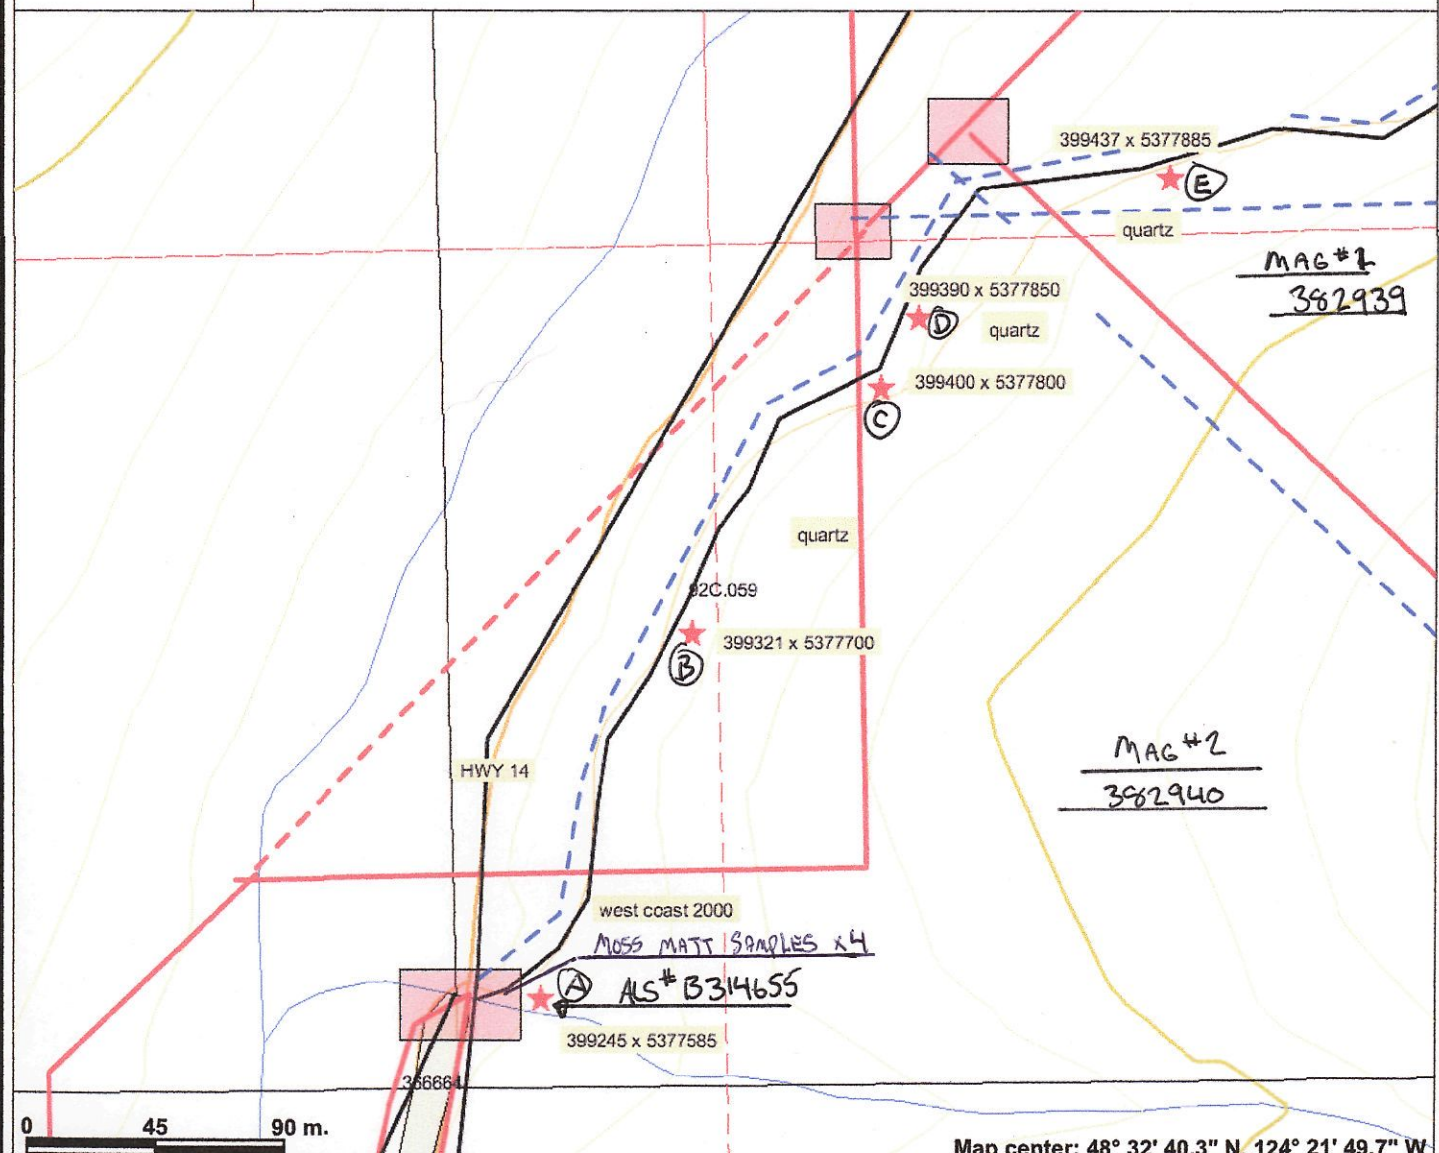 399437 x 5377885
E
quartz
MAG #1
382939
399390 x 5377850
D
quartz
399400 x 5377800
C
quartz
92C.059
399321 x 5377700
B
MAG #2
382940
HWY 14
west coast 2000
MOSS MATT SAMPLES x4
A ALS# B314655
399245 x 5377585
366664
0 45 90 m.
Map center: 48° 32' 40.3" N, 124° 21' 49.7" W